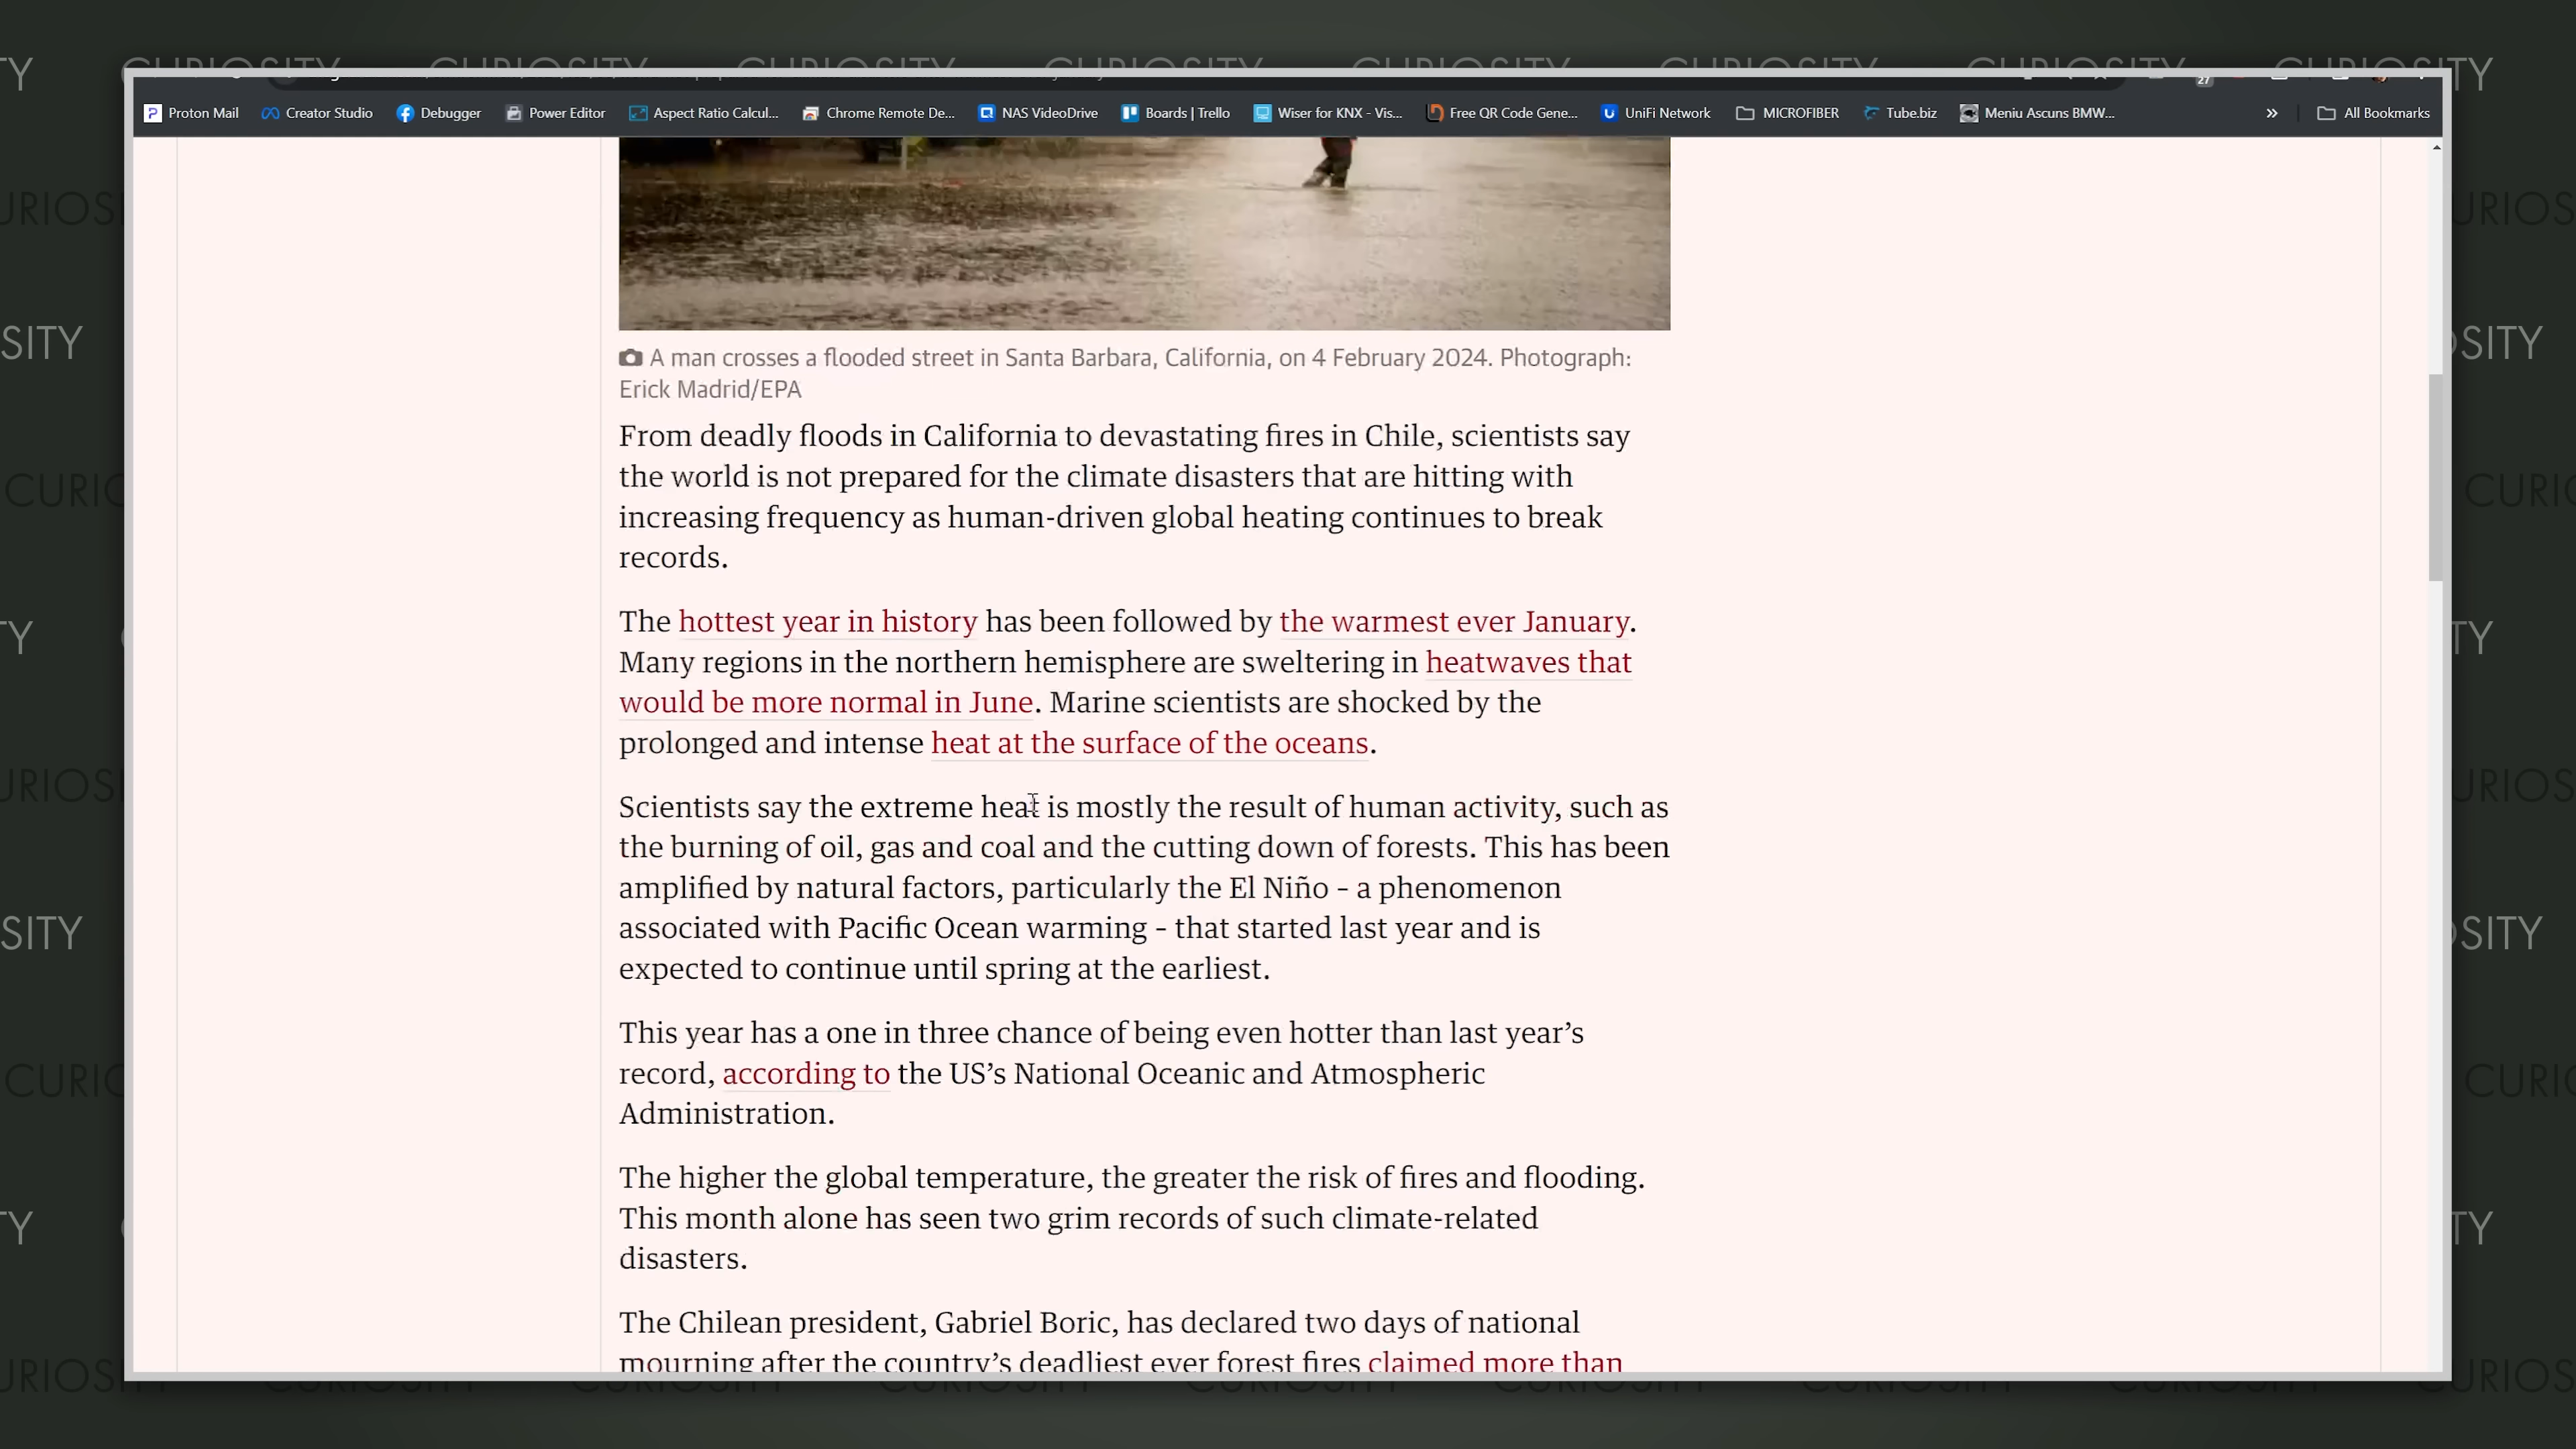 CURIOSITY CURIOSITY CURIOSITY CURIOSITY CURIOSITY CURIOSITY CURIOSITY CURIOSITY
27
Proton Mail Creator Studio Debugger Power Editor Aspect Ratio Calcul... Chrome Remote De... NAS VideoDrive Boards | Trello Wiser for KNX - Vis... Free QR Code Gene... UniFi Network MICROFIBER Tube.biz Meniu Ascuns BMW... » All Bookmarks
A man crosses a flooded street in Santa Barbara, California, on 4 February 2024. Photograph:
Erick Madrid/EPA
From deadly floods in California to devastating fires in Chile, scientists say
the world is not prepared for the climate disasters that are hitting with
increasing frequency as human-driven global heating continues to break
records.
The hottest year in history has been followed by the warmest ever January.
Many regions in the northern hemisphere are sweltering in heatwaves that
would be more normal in June. Marine scientists are shocked by the
prolonged and intense heat at the surface of the oceans.
Scientists say the extreme heat is mostly the result of human activity, such as
the burning of oil, gas and coal and the cutting down of forests. This has been
amplified by natural factors, particularly the El Niño – a phenomenon
associated with Pacific Ocean warming – that started last year and is
expected to continue until spring at the earliest.
This year has a one in three chance of being even hotter than last year’s
record, according to the US’s National Oceanic and Atmospheric
Administration.
The higher the global temperature, the greater the risk of fires and flooding.
This month alone has seen two grim records of such climate-related
disasters.
The Chilean president, Gabriel Boric, has declared two days of national
mourning after the country’s deadliest ever forest fires claimed more than